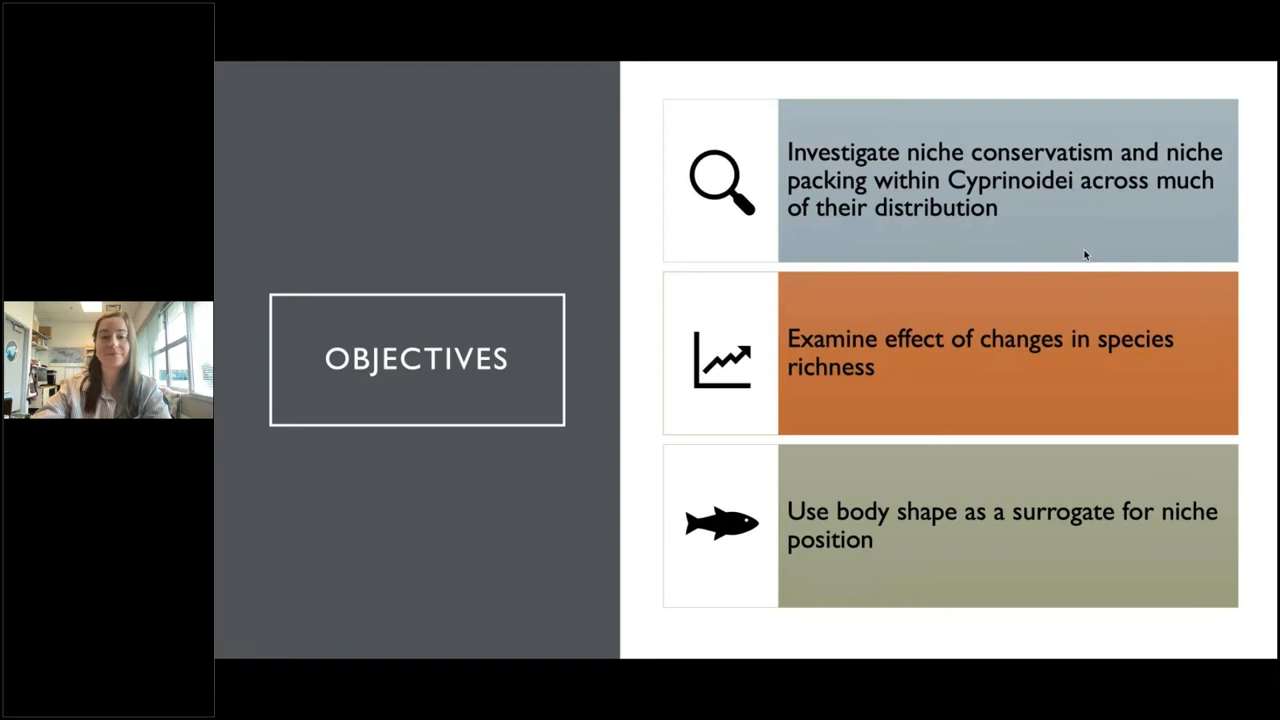 OBJECTIVES
Investigate niche conservatism and niche
packing within Cyprinoidei across much
of their distribution
Examine effect of changes in species
richness
Use body shape as a surrogate for niche
position